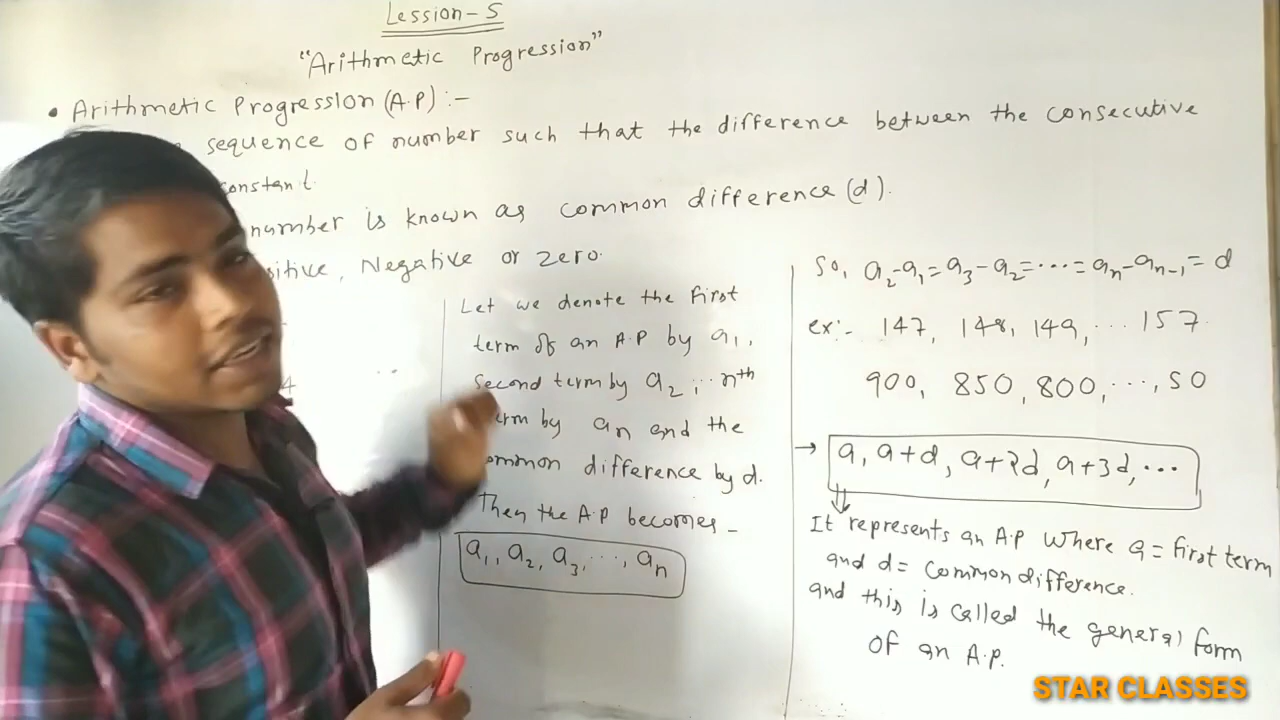 Lession-5
"Arithmetic Progression"
• Arithmetic Progression (A.P) :-
sequence of number such that the difference between the consecutive
constant.
number is known as common difference (d).
sitive, Negative or zero.
4
Let we denote the first
term of an A.P by a₁,
second term by a₂, ... nᵗʰ
term by aₙ and the
ommon difference by d.
Then the A.P becomes -
a₁, a₂, a₃, ..., aₙ
so, a₂-a₁=a₃-a₂=....=aₙ-aₙ₋₁=d
ex:- 147, 148, 149, ... 157.
900, 850, 800, ..., 50
→ a, a+d, a+2d, a+3d, ...
It represents an A.P where a = first term
and d = common difference.
and this is called the general form
of an A.P.
STAR CLASSES